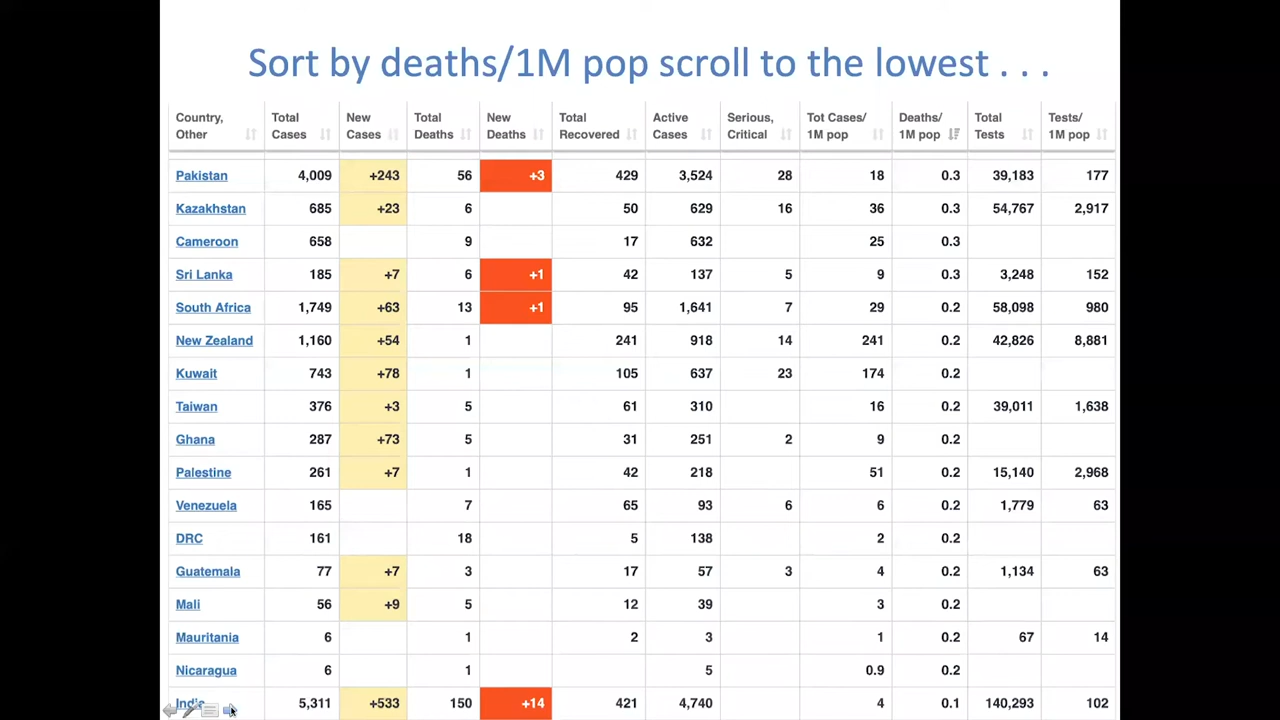 Sort by deaths/1M pop scroll to the lowest . . .
Country, Other Total Cases New Cases Total Deaths New Deaths Total Recovered Active Cases Serious, Critical Tot Cases/ 1M pop Deaths/ 1M pop Total Tests Tests/ 1M pop
Pakistan 4,009 +243 56 +3 429 3,524 28 18 0.3 39,183 177
Kazakhstan 685 +23 6 50 629 16 36 0.3 54,767 2,917
Cameroon 658 9 17 632 25 0.3
Sri Lanka 185 +7 6 +1 42 137 5 9 0.3 3,248 152
South Africa 1,749 +63 13 +1 95 1,641 7 29 0.2 58,098 980
New Zealand 1,160 +54 1 241 918 14 241 0.2 42,826 8,881
Kuwait 743 +78 1 105 637 23 174 0.2
Taiwan 376 +3 5 61 310 16 0.2 39,011 1,638
Ghana 287 +73 5 31 251 2 9 0.2
Palestine 261 +7 1 42 218 51 0.2 15,140 2,968
Venezuela 165 7 65 93 6 6 0.2 1,779 63
DRC 161 18 5 138 2 0.2
Guatemala 77 +7 3 17 57 3 4 0.2 1,134 63
Mali 56 +9 5 12 39 3 0.2
Mauritania 6 1 2 3 1 0.2 67 14
Nicaragua 6 1 5 0.9 0.2
India 5,311 +533 150 +14 421 4,740 4 0.1 140,293 102